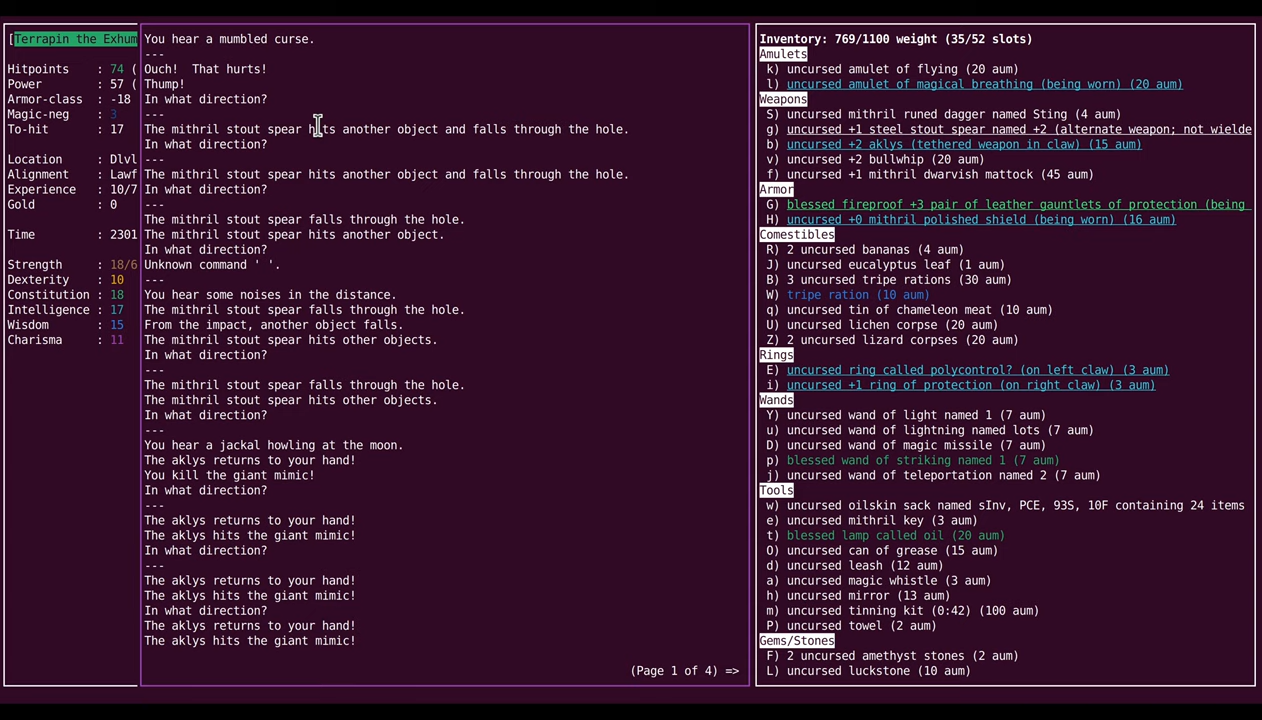 [Terrapin the Exhum
Hitpoints : 74 (
Power : 57 (
Armor-class : -18
Magic-neg : 3
To-hit : 17
Location : Dlvl
Alignment : Lawf
Experience : 10/7
Gold : 0
Time : 2301
Strength : 18/6
Dexterity : 10
Constitution : 18
Intelligence : 17
Wisdom : 15
Charisma : 11
You hear a mumbled curse.
---
Ouch! That hurts!
Thump!
In what direction?
---
The mithril stout spear hits another object and falls through the hole.
In what direction?
---
The mithril stout spear hits another object and falls through the hole.
In what direction?
---
The mithril stout spear falls through the hole.
The mithril stout spear hits another object.
In what direction?
Unknown command ' '.
---
You hear some noises in the distance.
The mithril stout spear falls through the hole.
From the impact, another object falls.
The mithril stout spear hits other objects.
In what direction?
---
The mithril stout spear falls through the hole.
The mithril stout spear hits other objects.
In what direction?
---
You hear a jackal howling at the moon.
The aklys returns to your hand!
You kill the giant mimic!
In what direction?
---
The aklys returns to your hand!
The aklys hits the giant mimic!
In what direction?
---
The aklys returns to your hand!
The aklys hits the giant mimic!
In what direction?
The aklys returns to your hand!
The aklys hits the giant mimic!
(Page 1 of 4) =>
Inventory: 769/1100 weight (35/52 slots)
Amulets
k) uncursed amulet of flying (20 aum)
l) uncursed amulet of magical breathing (being worn) (20 aum)
Weapons
S) uncursed mithril runed dagger named Sting (4 aum)
g) uncursed +1 steel stout spear named +2 (alternate weapon; not wielde
b) uncursed +2 aklys (tethered weapon in claw) (15 aum)
v) uncursed +2 bullwhip (20 aum)
f) uncursed +1 mithril dwarvish mattock (45 aum)
Armor
G) blessed fireproof +3 pair of leather gauntlets of protection (being
H) uncursed +0 mithril polished shield (being worn) (16 aum)
Comestibles
R) 2 uncursed bananas (4 aum)
J) uncursed eucalyptus leaf (1 aum)
B) 3 uncursed tripe rations (30 aum)
W) tripe ration (10 aum)
q) uncursed tin of chameleon meat (10 aum)
U) uncursed lichen corpse (20 aum)
Z) 2 uncursed lizard corpses (20 aum)
Rings
E) uncursed ring called polycontrol? (on left claw) (3 aum)
i) uncursed +1 ring of protection (on right claw) (3 aum)
Wands
Y) uncursed wand of light named 1 (7 aum)
u) uncursed wand of lightning named lots (7 aum)
D) uncursed wand of magic missile (7 aum)
p) blessed wand of striking named 1 (7 aum)
j) uncursed wand of teleportation named 2 (7 aum)
Tools
w) uncursed oilskin sack named sInv, PCE, 93S, 10F containing 24 items
e) uncursed mithril key (3 aum)
t) blessed lamp called oil (20 aum)
O) uncursed can of grease (15 aum)
d) uncursed leash (12 aum)
a) uncursed magic whistle (3 aum)
h) uncursed mirror (13 aum)
m) uncursed tinning kit (0:42) (100 aum)
P) uncursed towel (2 aum)
Gems/Stones
F) 2 uncursed amethyst stones (2 aum)
L) uncursed luckstone (10 aum)